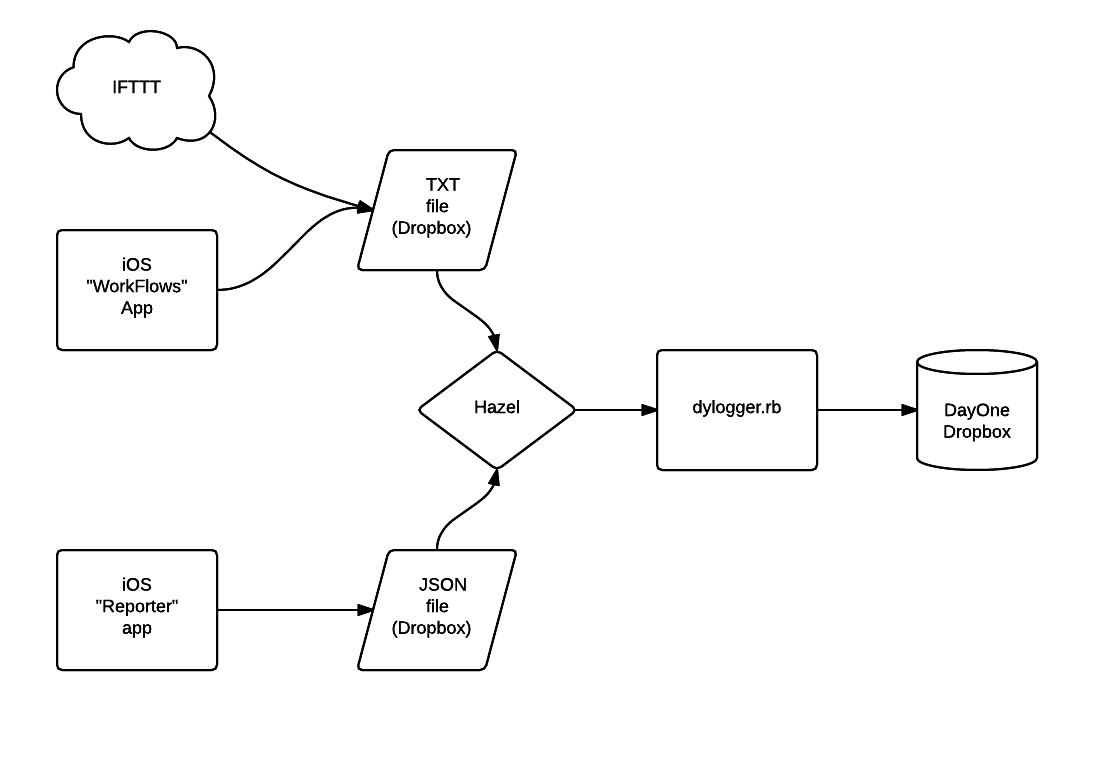 IFTTT
TXT
file
(Dropbox)
iOS
"WorkFlows"
App
Hazel
dylogger.rb
DayOne
Dropbox
iOS
"Reporter"
app
JSON
file
(Dropbox)